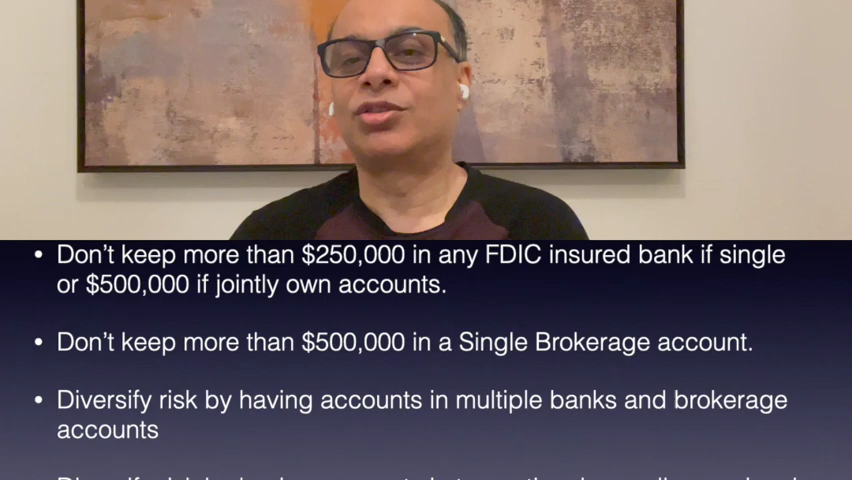 • Don't keep more than $250,000 in any FDIC insured bank if single
or $500,000 if jointly own accounts.
• Don't keep more than $500,000 in a Single Brokerage account.
• Diversify risk by having accounts in multiple banks and brokerage
accounts